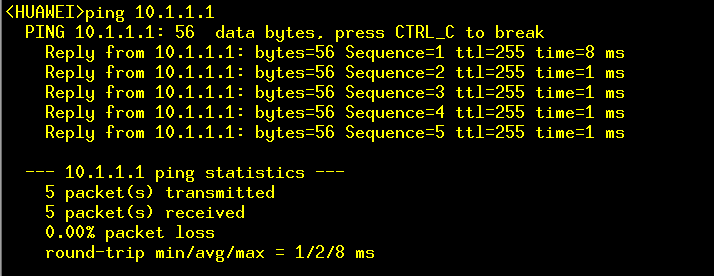 <HUAWEI>ping 10.1.1.1
PING 10.1.1.1: 56  data bytes, press CTRL_C to break
Reply from 10.1.1.1: bytes=56 Sequence=1 ttl=255 time=8 ms
Reply from 10.1.1.1: bytes=56 Sequence=2 ttl=255 time=1 ms
Reply from 10.1.1.1: bytes=56 Sequence=3 ttl=255 time=1 ms
Reply from 10.1.1.1: bytes=56 Sequence=4 ttl=255 time=1 ms
Reply from 10.1.1.1: bytes=56 Sequence=5 ttl=255 time=1 ms
--- 10.1.1.1 ping statistics ---
5 packet(s) transmitted
5 packet(s) received
0.00% packet loss
round-trip min/avg/max = 1/2/8 ms